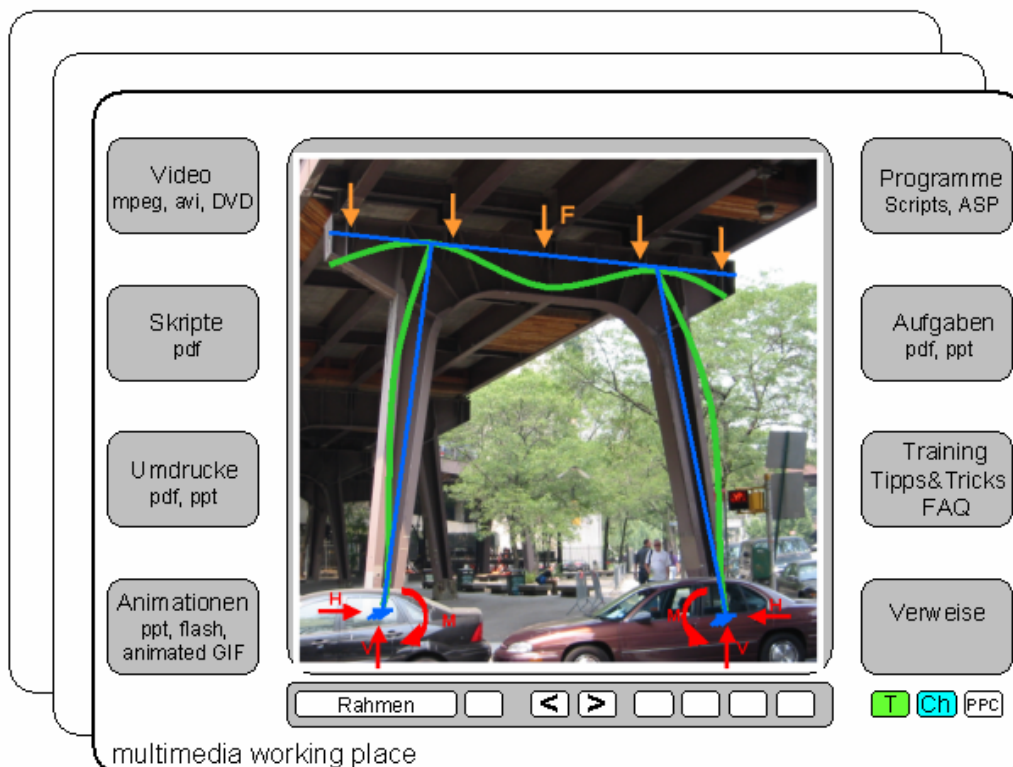 Video
mpeg, avi, DVD
Skripte
pdf
Umdrucke
pdf, ppt
Animationen
ppt, flash,
animated GIF
F
H
M
V
M
H
V
Rahmen
<
>
Programme
Scripts, ASP
Aufgaben
pdf, ppt
Training
Tipps&Tricks
FAQ
Verweise
T
Ch
PPC
multimedia working place